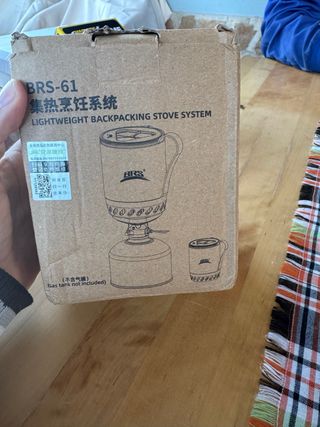 BRS-61
集热烹饪系统
LIGHTWEIGHT BACKPACKING STOVE SYSTEM
BRS
（不含气罐）
Gas tank not included)